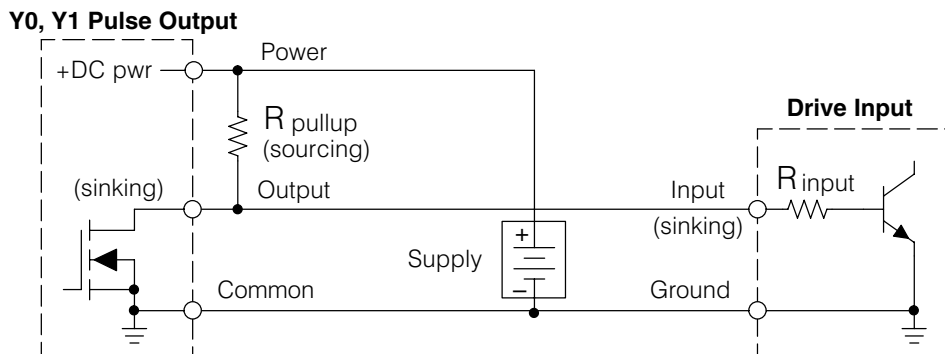 Y0, Y1 Pulse Output
Power
+DC pwr
Drive Input
R pullup
(sourcing)
(sinking)
Output
Input
R input
(sinking)
+
Supply
–
Common
Ground